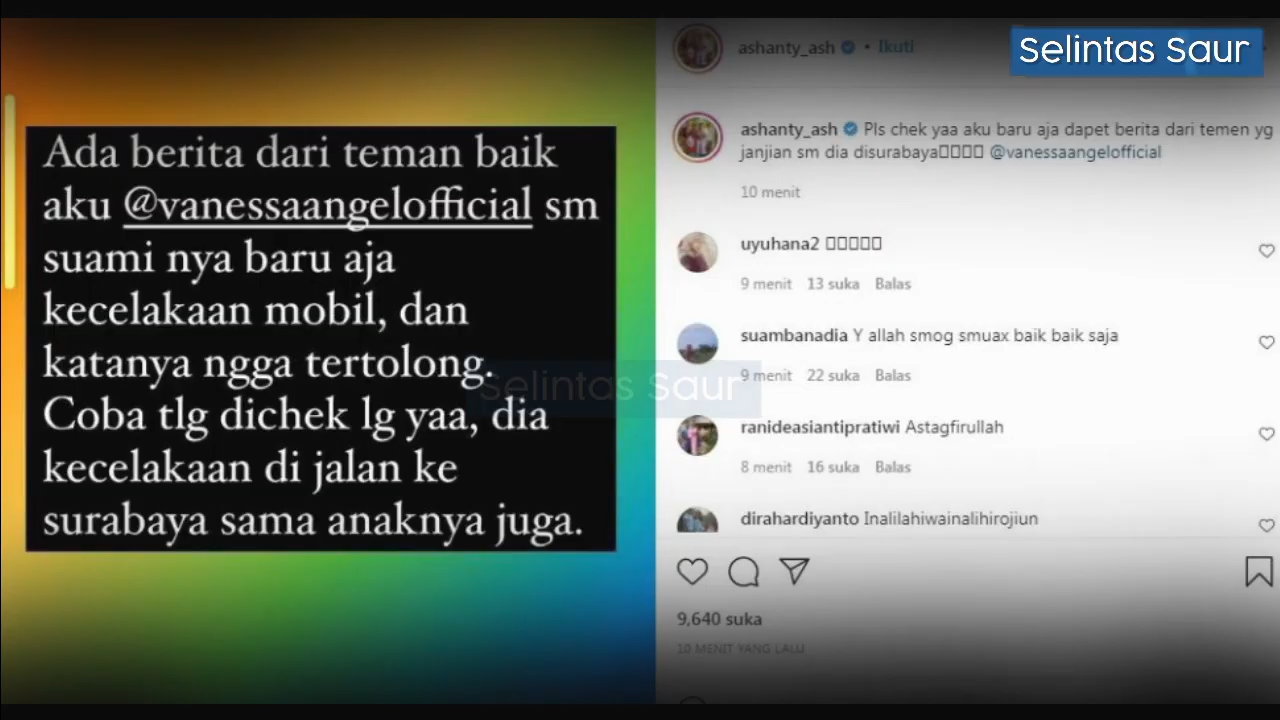 Selintas Saur
Ada berita dari teman baik
aku @vanessaangelofficial sm
suami nya baru aja
kecelakaan mobil, dan
katanya ngga tertolong.
Coba tlg dichek lg yaa, dia
kecelakaan di jalan ke
surabaya sama anaknya juga.
Selintas Saur
ashanty_ash • Ikuti
ashanty_ash Pls chek yaa aku baru aja dapet berita dari temen yg
janjian sm dia disurabaya▯▯▯▯ @vanessaangelofficial
10 menit
uyuhana2 ▯▯▯▯▯
9 menit 13 suka Balas
suambanadia Y allah smog smuax baik baik saja
9 menit 22 suka Balas
ranideasiantipratiwi Astagfirullah
8 menit 16 suka Balas
dirahardiyanto Inalilahiwainalihirojiun
9,640 suka
10 MENIT YANG LALU